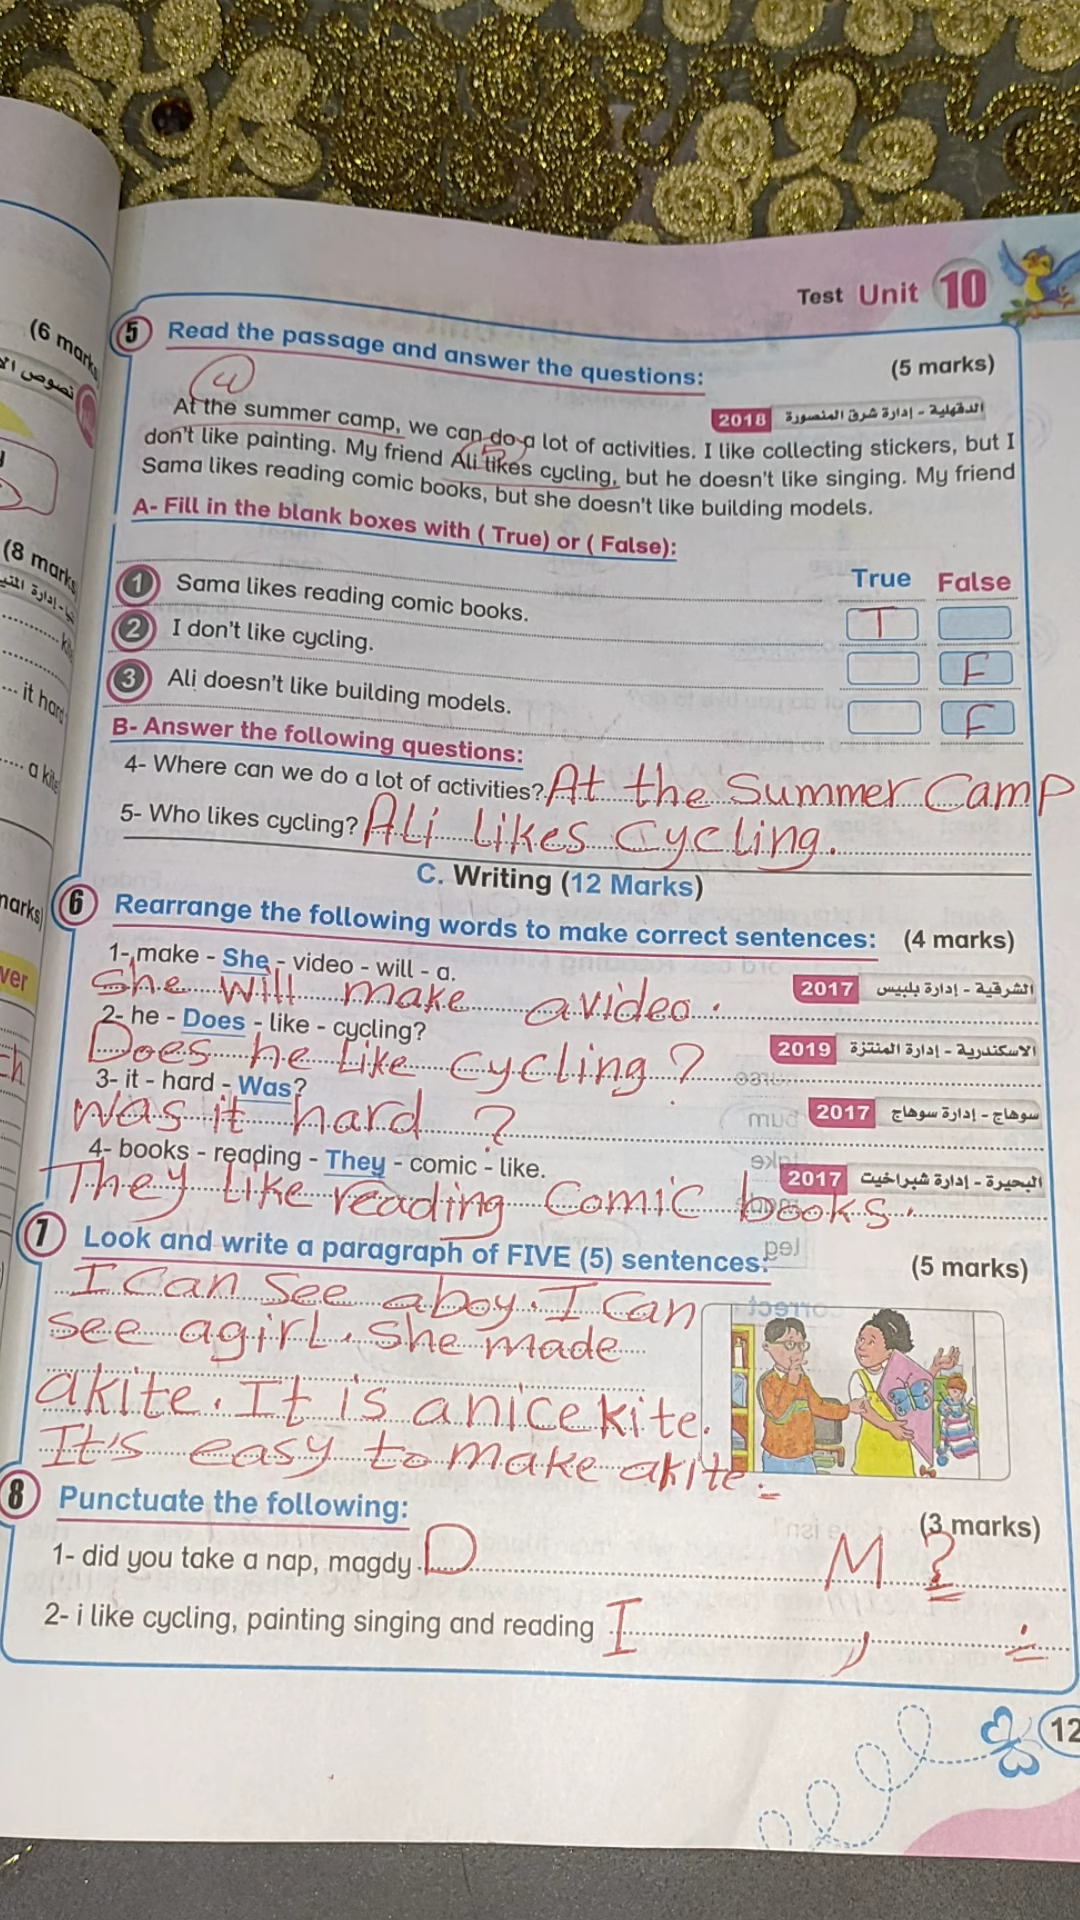 Test Unit 10
5 Read the passage and answer the questions: (5 marks)
2018 الدقهلية - إدارة شرق المنصورة
At the summer camp, we can do a lot of activities. I like collecting stickers, but I
don't like painting. My friend Ali likes cycling, but he doesn't like singing. My friend
Sama likes reading comic books, but she doesn't like building models.
A- Fill in the blank boxes with ( True) or ( False):
True False
1 Sama likes reading comic books. T
2 I don't like cycling. F
3 Ali doesn't like building models. F
B- Answer the following questions:
4- Where can we do a lot of activities? At the Summer Camp
5- Who likes cycling? Ali likes Cycling.
C. Writing (12 Marks)
6 Rearrange the following words to make correct sentences: (4 marks)
1- make - She - video - will - a.
2017 الشرقية - إدارة بلبيس
She will make a video.
2- he - Does - like - cycling?
2019 الاسكندرية - إدارة المنتزة
Does he like cycling?
3- it - hard - Was?
2017 سوهاج - إدارة سوهاج
Was it hard ?
4- books - reading - They - comic - like.
2017 البحيرة - إدارة شبراخيت
They like reading Comic books.
7 Look and write a paragraph of FIVE (5) sentences: (5 marks)
I Can See a boy. I Can
See a girl. She made
a kite. It is a nice kite.
It's easy to make a kite.
8 Punctuate the following: (3 marks)
1- did you take a nap, magdy D M ?
2- i like cycling, painting singing and reading I , .
12
(6 marks
(8 marks
it hard
a kite
marks)
ver
ch